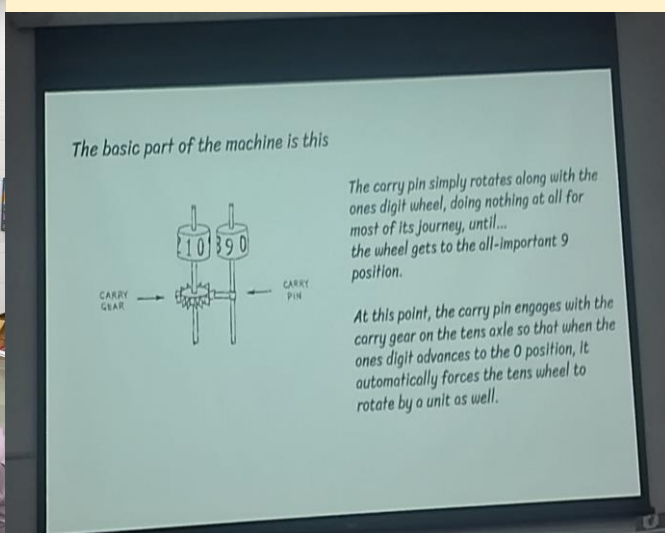 The basic part of the machine is this
The carry pin simply rotates along with the
ones digit wheel, doing nothing at all for
most of its journey, until...
the wheel gets to the all-important 9
position.
210 390
CARRY
GEAR
CARRY
PIN
At this point, the carry pin engages with the
carry gear on the tens axle so that when the
ones digit advances to the 0 position, it
automatically forces the tens wheel to
rotate by a unit as well.